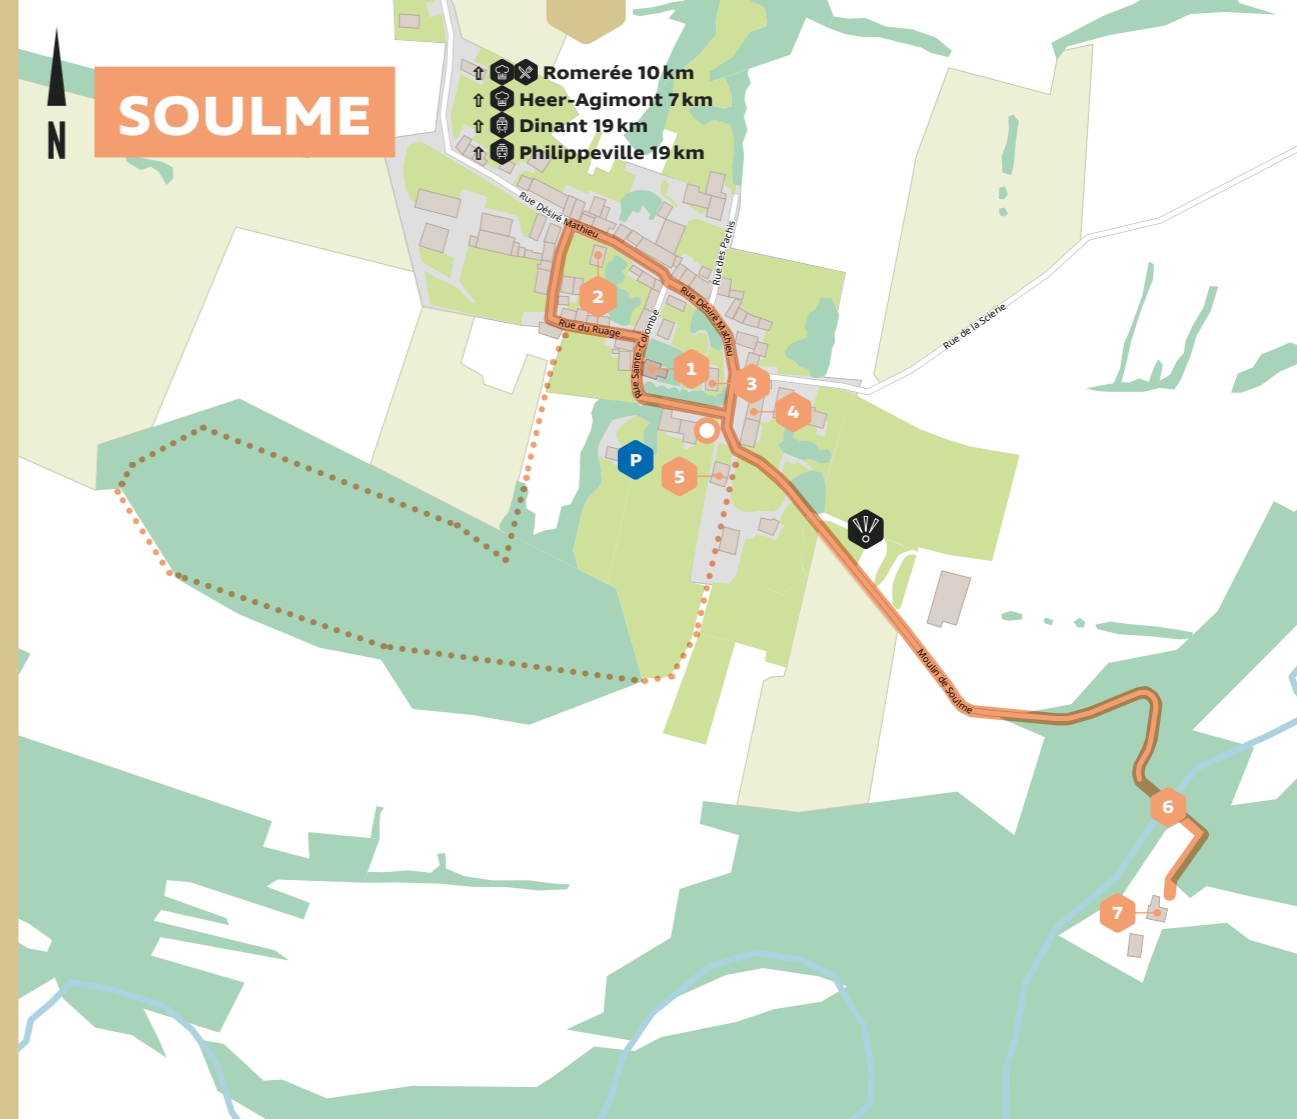 Romerée 10 km
Heer-Agimont 7 km
Dinant 19 km
Philippeville 19 km
SOULME
N
Rue Désiré Mathieu
Rue des Pachis
2
Rue Désiré Mathieu
Rue du Ruage
Rue Sainte-Colombe
Rue de la Scierie
1
3
4
P
5
Moulin de Soulme
6
7